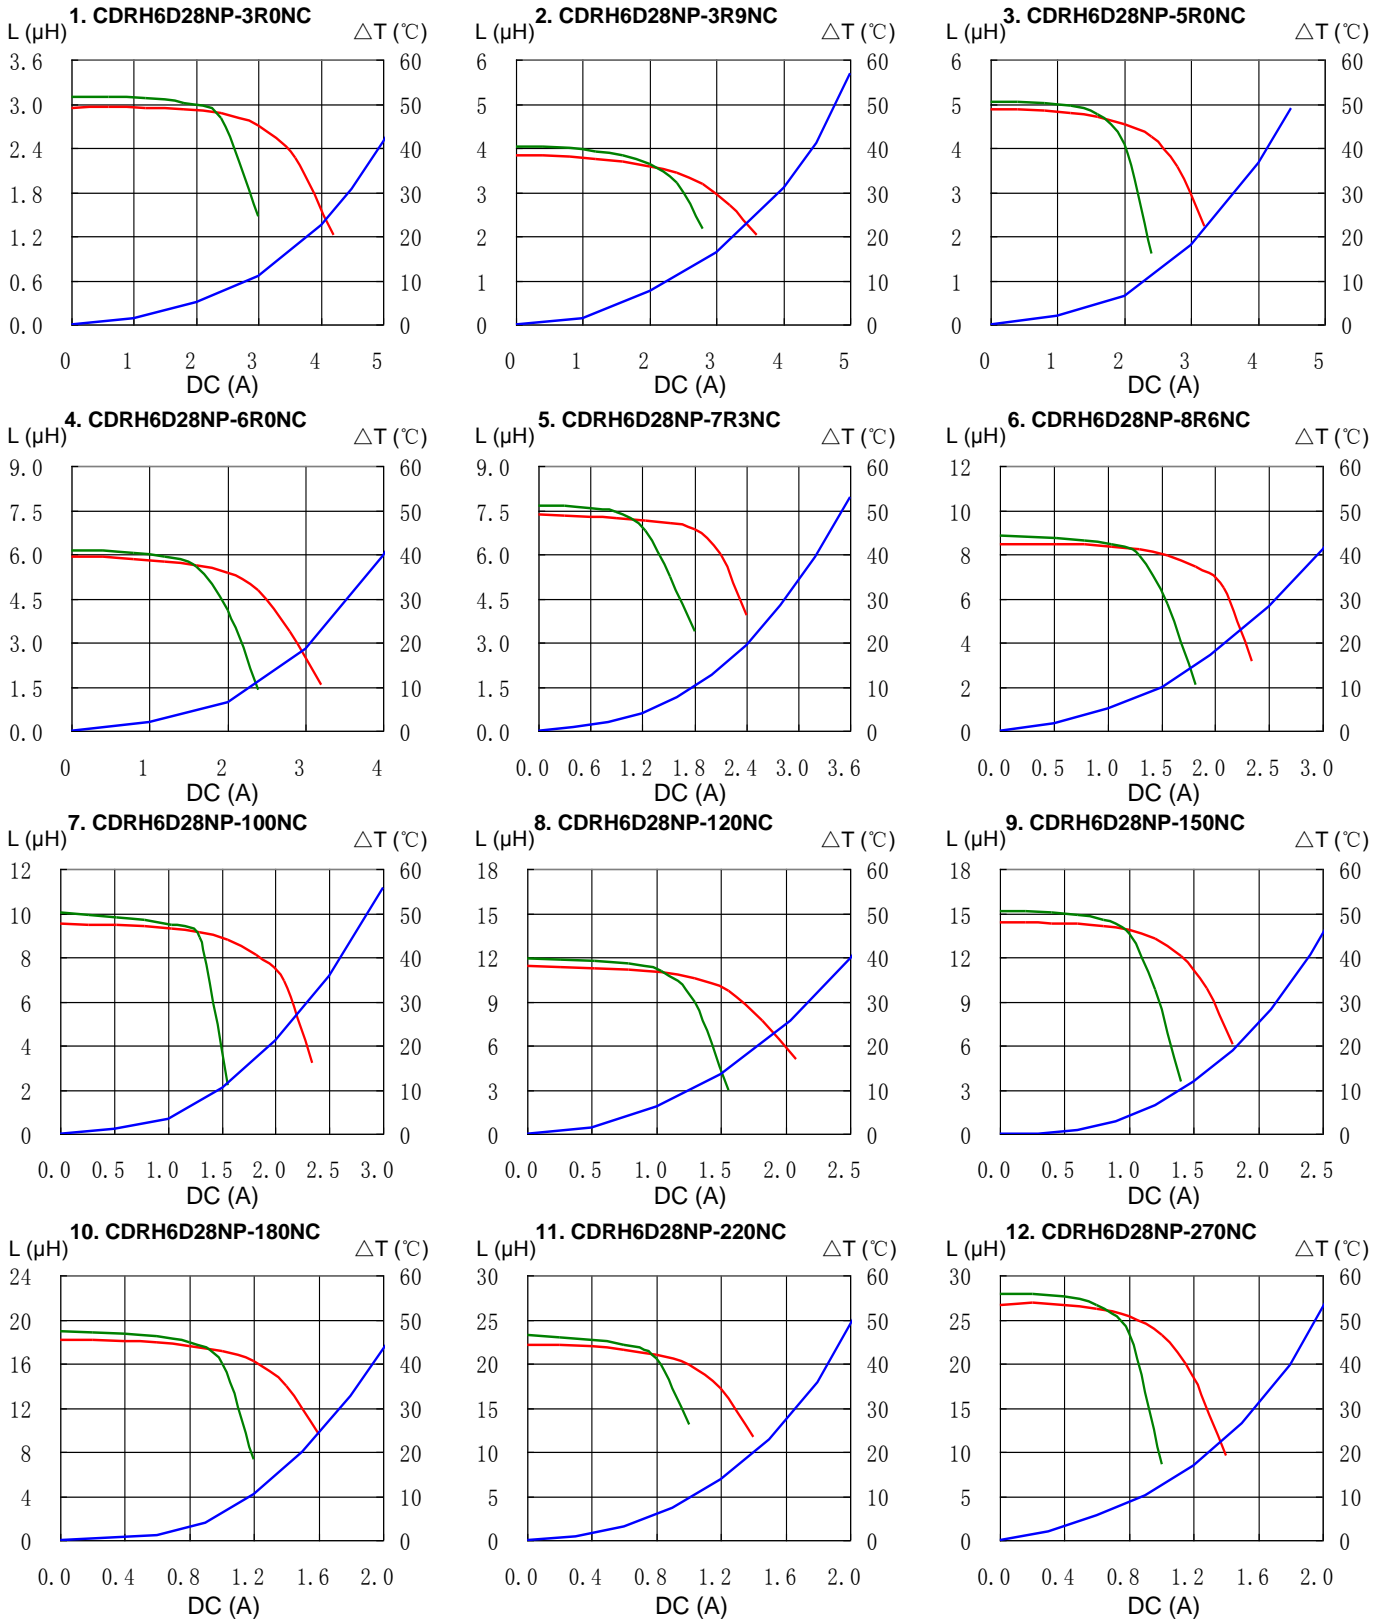 1. CDRH6D28NP-3R0NC
L (μH)
△T (℃)
3.6
3.0
2.4
1.8
1.2
0.6
0.0
60
50
40
30
20
10
0
0 1 2 3 4 5
DC (A)
2. CDRH6D28NP-3R9NC
L (μH)
△T (℃)
6
5
4
3
2
1
0
60
50
40
30
20
10
0
0 1 2 3 4 5
DC (A)
3. CDRH6D28NP-5R0NC
L (μH)
△T (℃)
6
5
4
3
2
1
0
60
50
40
30
20
10
0
0 1 2 3 4 5
DC (A)
4. CDRH6D28NP-6R0NC
L (μH)
△T (℃)
9.0
7.5
6.0
4.5
3.0
1.5
0.0
60
50
40
30
20
10
0
0 1 2 3 4
DC (A)
5. CDRH6D28NP-7R3NC
L (μH)
△T (℃)
9.0
7.5
6.0
4.5
3.0
1.5
0.0
60
50
40
30
20
10
0
0.0 0.6 1.2 1.8 2.4 3.0 3.6
DC (A)
6. CDRH6D28NP-8R6NC
L (μH)
△T (℃)
12
10
8
6
4
2
0
60
50
40
30
20
10
0
0.0 0.5 1.0 1.5 2.0 2.5 3.0
DC (A)
7. CDRH6D28NP-100NC
L (μH)
△T (℃)
12
10
8
6
4
2
0
60
50
40
30
20
10
0
0.0 0.5 1.0 1.5 2.0 2.5 3.0
DC (A)
8. CDRH6D28NP-120NC
L (μH)
△T (℃)
18
15
12
9
6
3
0
60
50
40
30
20
10
0
0.0 0.5 1.0 1.5 2.0 2.5
DC (A)
9. CDRH6D28NP-150NC
L (μH)
△T (℃)
18
15
12
9
6
3
0
60
50
40
30
20
10
0
0.0 0.5 1.0 1.5 2.0 2.5
DC (A)
10. CDRH6D28NP-180NC
L (μH)
△T (℃)
24
20
16
12
8
4
0
60
50
40
30
20
10
0
0.0 0.4 0.8 1.2 1.6 2.0
DC (A)
11. CDRH6D28NP-220NC
L (μH)
△T (℃)
30
25
20
15
10
5
0
60
50
40
30
20
10
0
0.0 0.4 0.8 1.2 1.6 2.0
DC (A)
12. CDRH6D28NP-270NC
L (μH)
△T (℃)
30
25
20
15
10
5
0
60
50
40
30
20
10
0
0.0 0.4 0.8 1.2 1.6 2.0
DC (A)